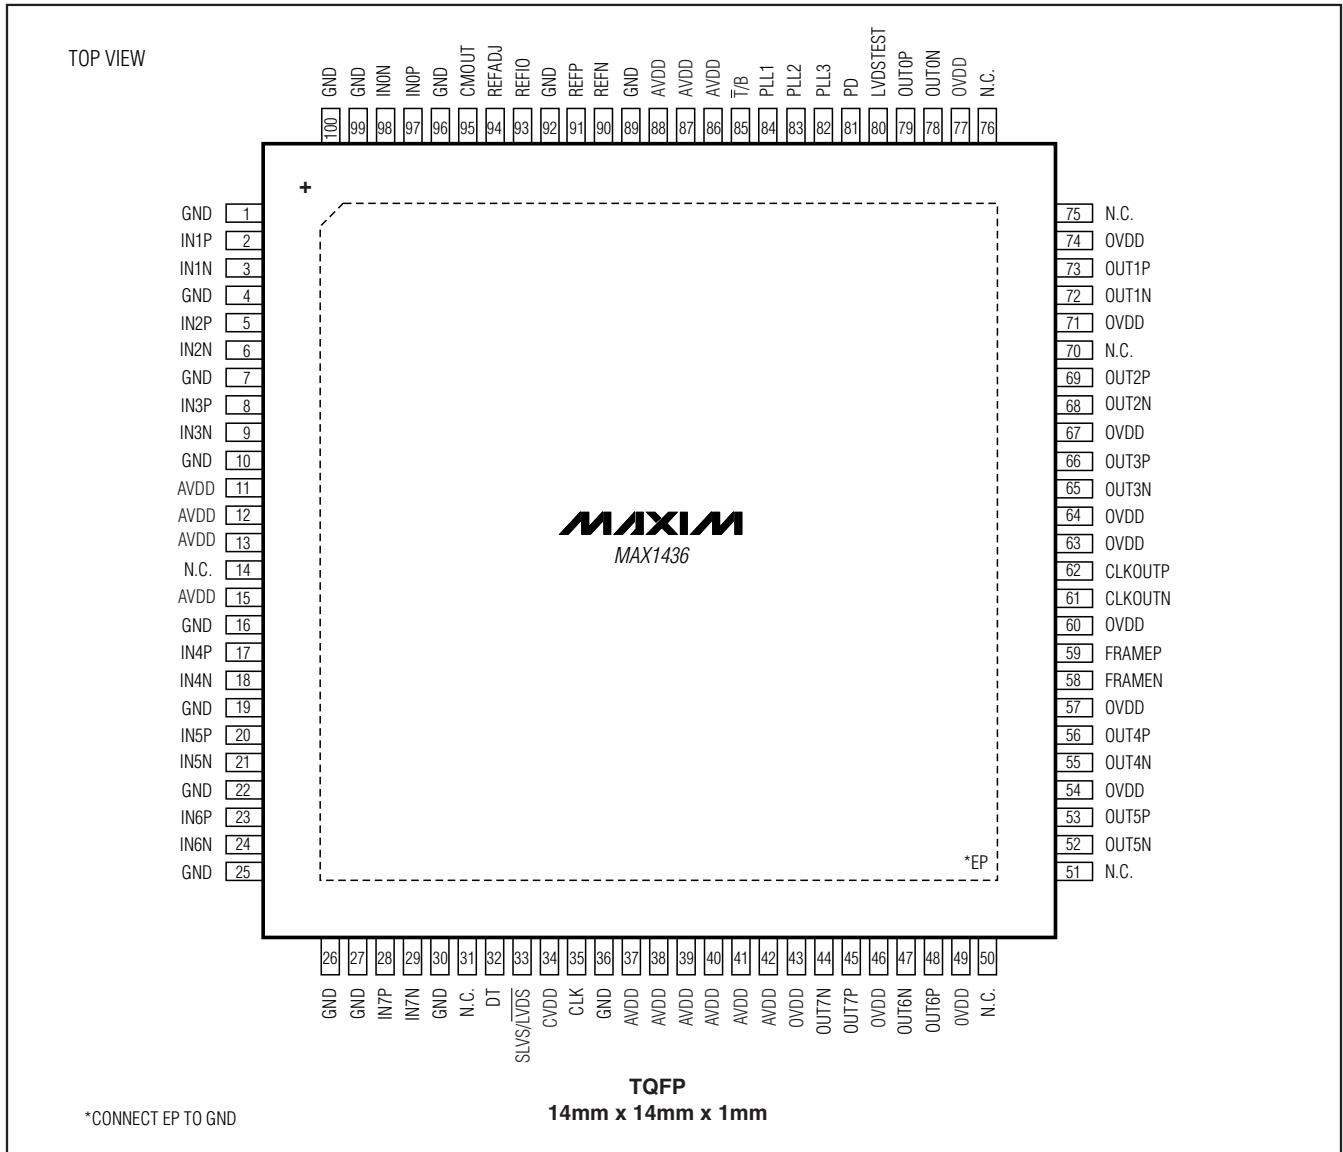 TOP VIEW
GND
GND
IN0N
IN0P
GND
CMOUT
REFADJ
REFIO
GND
REFP
REFN
GND
AVDD
AVDD
AVDD
T/B
PLL1
PLL2
PLL3
PD
LVDSTEST
OUT0P
OUT0N
OVDD
N.C.
100 99 98 97 96 95 94 93 92 91 90 89 88 87 86 85 84 83 82 81 80 79 78 77 76
+
GND 1
IN1P 2
IN1N 3
GND 4
IN2P 5
IN2N 6
GND 7
IN3P 8
IN3N 9
GND 10
AVDD 11
AVDD 12
AVDD 13
N.C. 14
AVDD 15
GND 16
IN4P 17
IN4N 18
GND 19
IN5P 20
IN5N 21
GND 22
IN6P 23
IN6N 24
GND 25
MAXIM
MAX1436
*EP
75 N.C.
74 OVDD
73 OUT1P
72 OUT1N
71 OVDD
70 N.C.
69 OUT2P
68 OUT2N
67 OVDD
66 OUT3P
65 OUT3N
64 OVDD
63 OVDD
62 CLKOUTP
61 CLKOUTN
60 OVDD
59 FRAMEP
58 FRAMEN
57 OVDD
56 OUT4P
55 OUT4N
54 OVDD
53 OUT5P
52 OUT5N
51 N.C.
26 27 28 29 30 31 32 33 34 35 36 37 38 39 40 41 42 43 44 45 46 47 48 49 50
GND
GND
IN7P
IN7N
GND
N.C.
DT
SLVS/LVDS
CVDD
CLK
GND
AVDD
AVDD
AVDD
AVDD
AVDD
AVDD
OVDD
OUT7N
OUT7P
OVDD
OUT6N
OUT6P
OVDD
N.C.
TQFP
14mm x 14mm x 1mm
*CONNECT EP TO GND